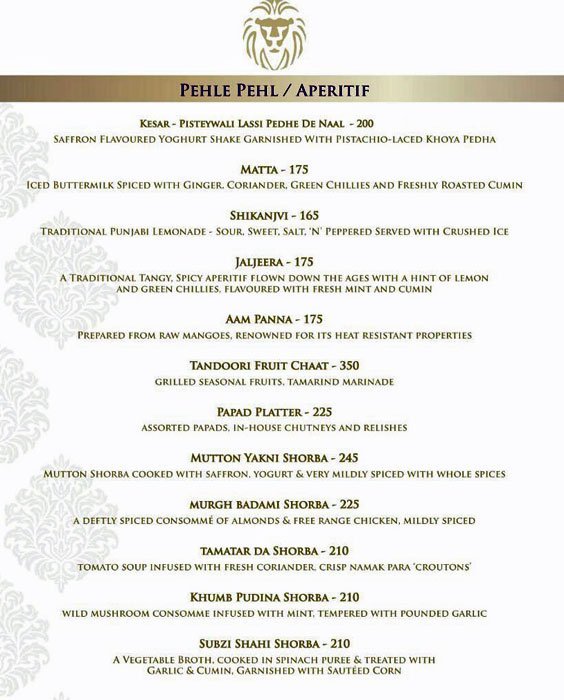 Pehle Pehl / Aperitif
Kesar - Pisteywali Lassi Pedhe De Naal - 200
Saffron Flavoured Yoghurt Shake Garnished With Pistachio-laced Khoya Pedha
Matta - 175
Iced Buttermilk Spiced with Ginger, Coriander, Green Chillies and Freshly Roasted Cumin
Shikanjvi - 165
Traditional Punjabi Lemonade - Sour, Sweet, Salt, ‘N’ Peppered Served with Crushed Ice
Jaljeera - 175
A Traditional Tangy, Spicy aperitif flown down the ages with a hint of lemon
and green chillies, flavoured with fresh mint and cumin
Aam Panna - 175
Prepared from raw mangoes, renowned for its heat resistant properties
Tandoori Fruit Chaat - 350
grilled seasonal fruits, tamarind marinade
Papad Platter - 225
assorted papads, in-house chutneys and relishes
Mutton Yakni Shorba - 245
Mutton Shorba cooked with saffron, yogurt & very mildly spiced with whole spices
murgh badami Shorba - 225
a deftly spiced consommé of almonds & free range chicken, mildly spiced
tamatar da Shorba - 210
tomato soup infused with fresh coriander, crisp namak para ‘croutons’
Khumb Pudina Shorba - 210
wild mushroom consomme infused with mint, tempered with pounded garlic
Subzi Shahi Shorba - 210
A Vegetable Broth, cooked in spinach puree & treated with
Garlic & Cumin, Garnished with Sautéed Corn